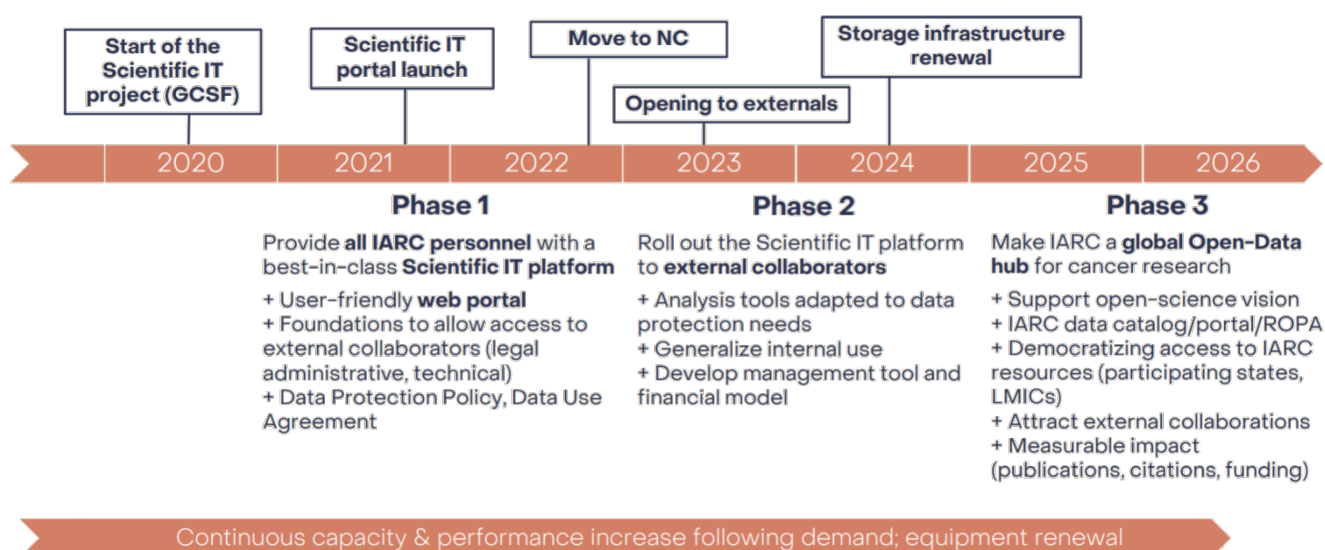 Start of the
Scientific IT
project (GCSF)
Scientific IT
portal launch
Move to NC
Opening to externals
Storage infrastructure
renewal
2020
2021
2022
2023
2024
2025
2026
Phase 1
Provide all IARC personnel with a
best-in-class Scientific IT platform
+ User-friendly web portal
+ Foundations to allow access to
external collaborators (legal
administrative, technical)
+ Data Protection Policy, Data Use
Agreement
Phase 2
Roll out the Scientific IT platform
to external collaborators
+ Analysis tools adapted to data
protection needs
+ Generalize internal use
+ Develop management tool and
financial model
Phase 3
Make IARC a global Open-Data
hub for cancer research
+ Support open-science vision
+ IARC data catalog/portal/ROPA
+ Democratizing access to IARC
resources (participating states,
LMICs)
+ Attract external collaborations
+ Measurable impact
(publications, citations, funding)
Continuous capacity & performance increase following demand; equipment renewal